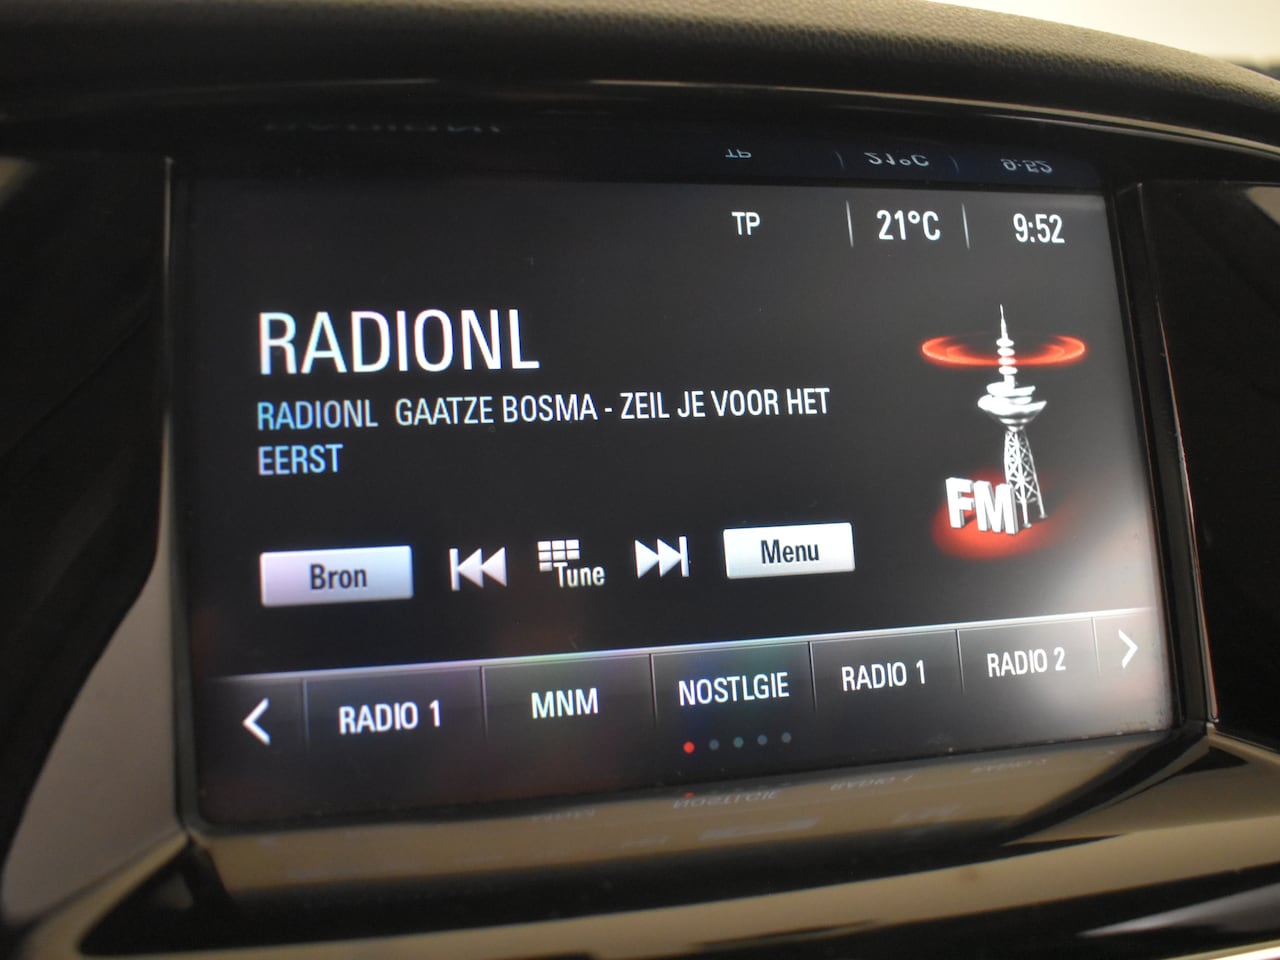 TP 21°C 9:52
RADIONL
RADIONL GAATZE BOSMA - ZEIL JE VOOR HET
EERST
FM
Bron Tune Menu
RADIO 1 MNM NOSTLGIE RADIO 1 RADIO 2